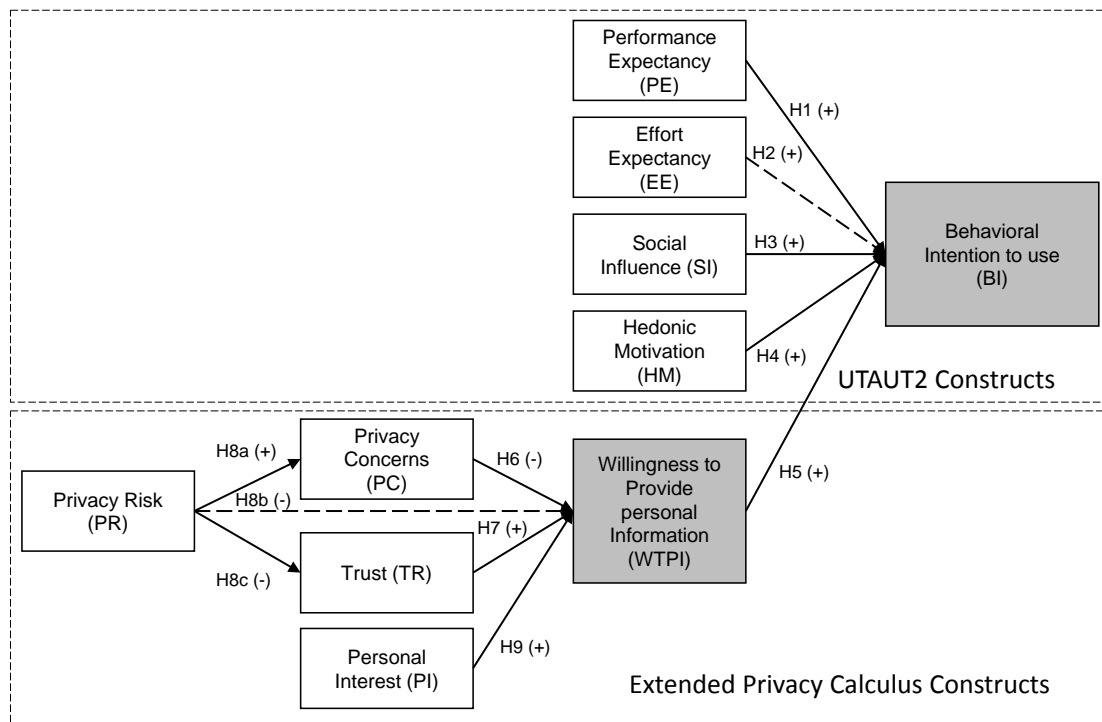 Performance
Expectancy
(PE)
H1 (+)
Effort
Expectancy
(EE)
H2 (+)
Social
Influence (SI)
H3 (+)
Hedonic
Motivation
(HM)
H4 (+)
Behavioral
Intention to use
(BI)
UTAUT2 Constructs
Privacy Risk
(PR)
H8a (+)
H8b (-)
H8c (-)
Privacy
Concerns
(PC)
H6 (-)
Trust (TR)
H7 (+)
Personal
Interest (PI)
H9 (+)
Willingness to
Provide
personal
Information
(WTPI)
H5 (+)
Extended Privacy Calculus Constructs